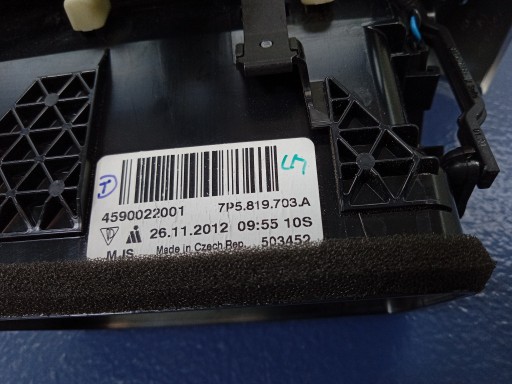 4590022001 7P5.819.703.A
26.11.2012 09:55 10S
MJS Made in Czech Rep. 503452